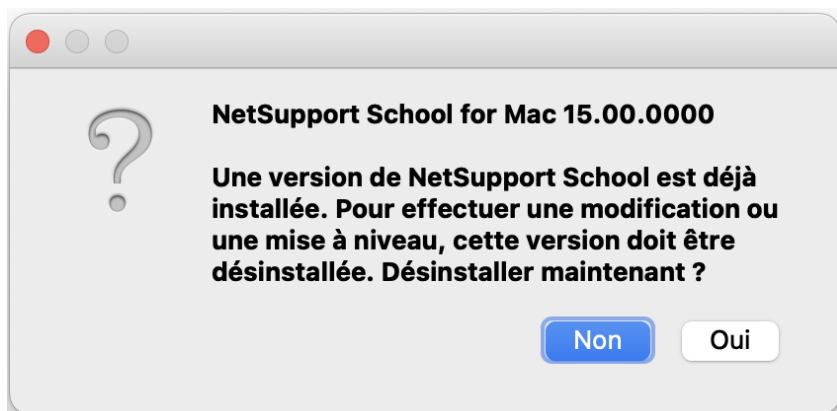 NetSupport School for Mac 15.00.0000
Une version de NetSupport School est déjà
installée. Pour effectuer une modification ou
une mise à niveau, cette version doit être
désinstallée. Désinstaller maintenant ?
Non
Oui